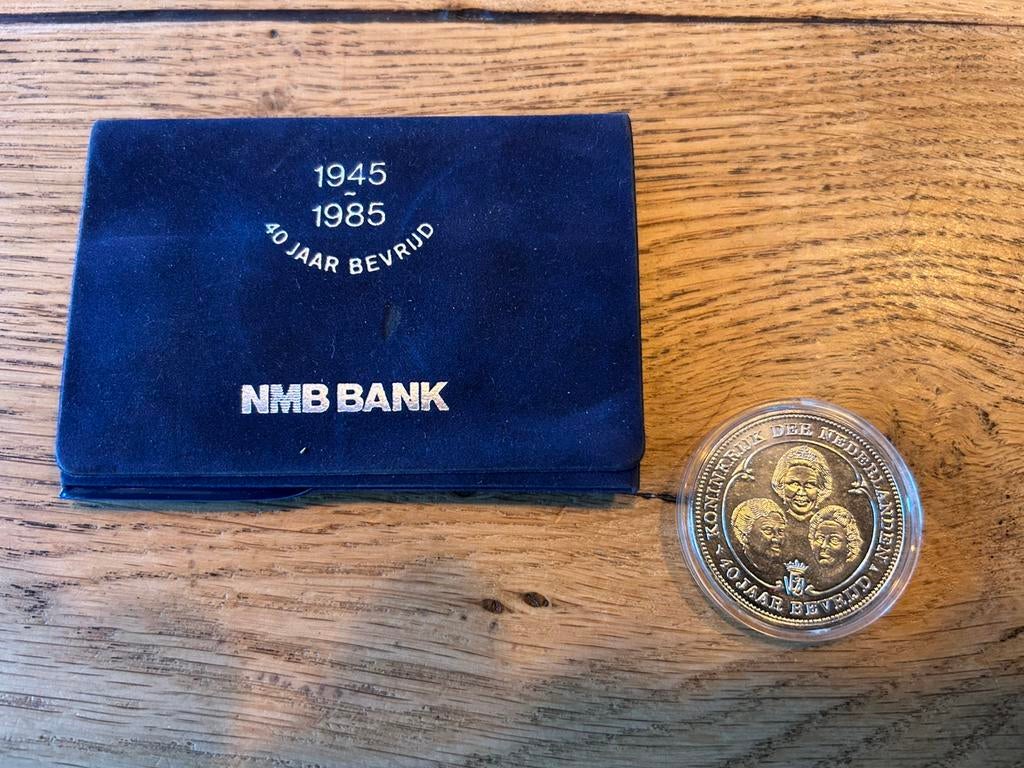 1945
~
1985
40 JAAR BEVRIJD
NMB BANK
KONINKRIJK DER NEDERLANDEN
40 JAAR BEVRIJD